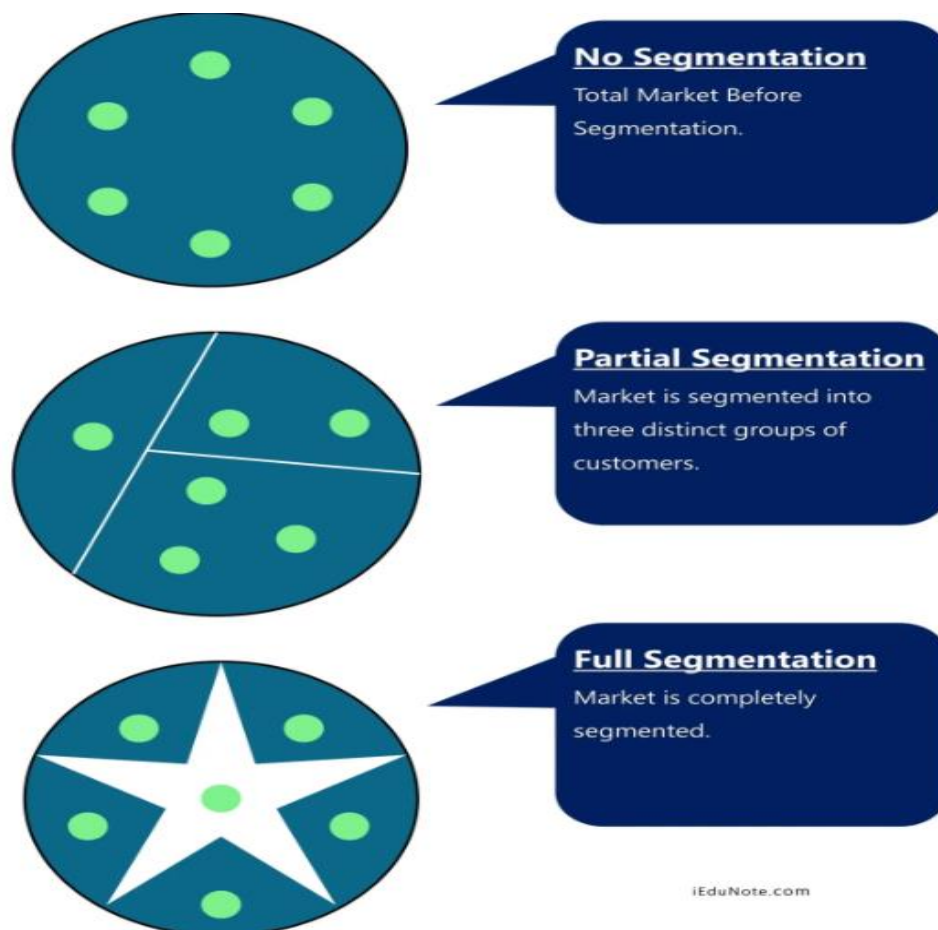 No Segmentation
Total Market Before
Segmentation.
Partial Segmentation
Market is segmented into
three distinct groups of
customers.
Full Segmentation
Market is completely
segmented.
iEduNote.com